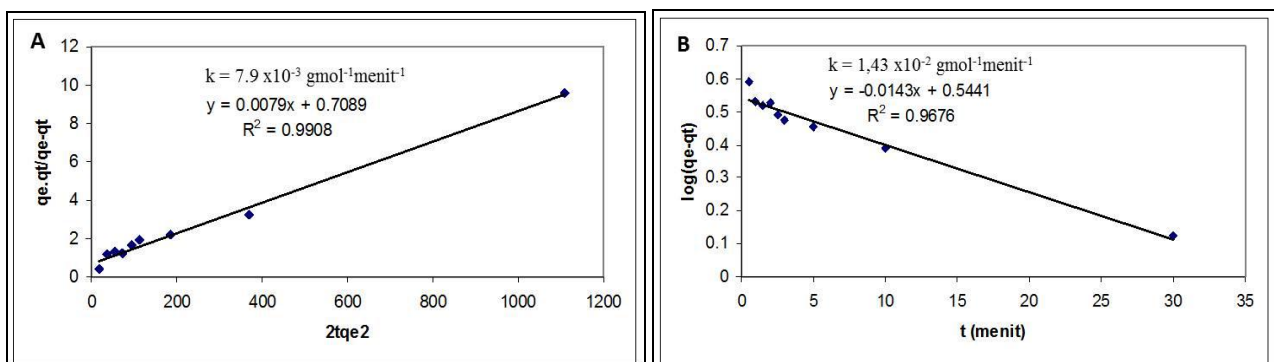 A
12
10
8
6
4
2
0
qe.qt/qe-qt
k = 7.9 x10⁻³ gmol⁻¹menit⁻¹
y = 0.0079x + 0.7089
R² = 0.9908
0 200 400 600 800 1000 1200
2tqe2
B
0.7
0.6
0.5
0.4
0.3
0.2
0.1
0
log(qe-qt)
k = 1,43 x10⁻² gmol⁻¹menit⁻¹
y = -0.0143x + 0.5441
R² = 0.9676
0 5 10 15 20 25 30 35
t (menit)